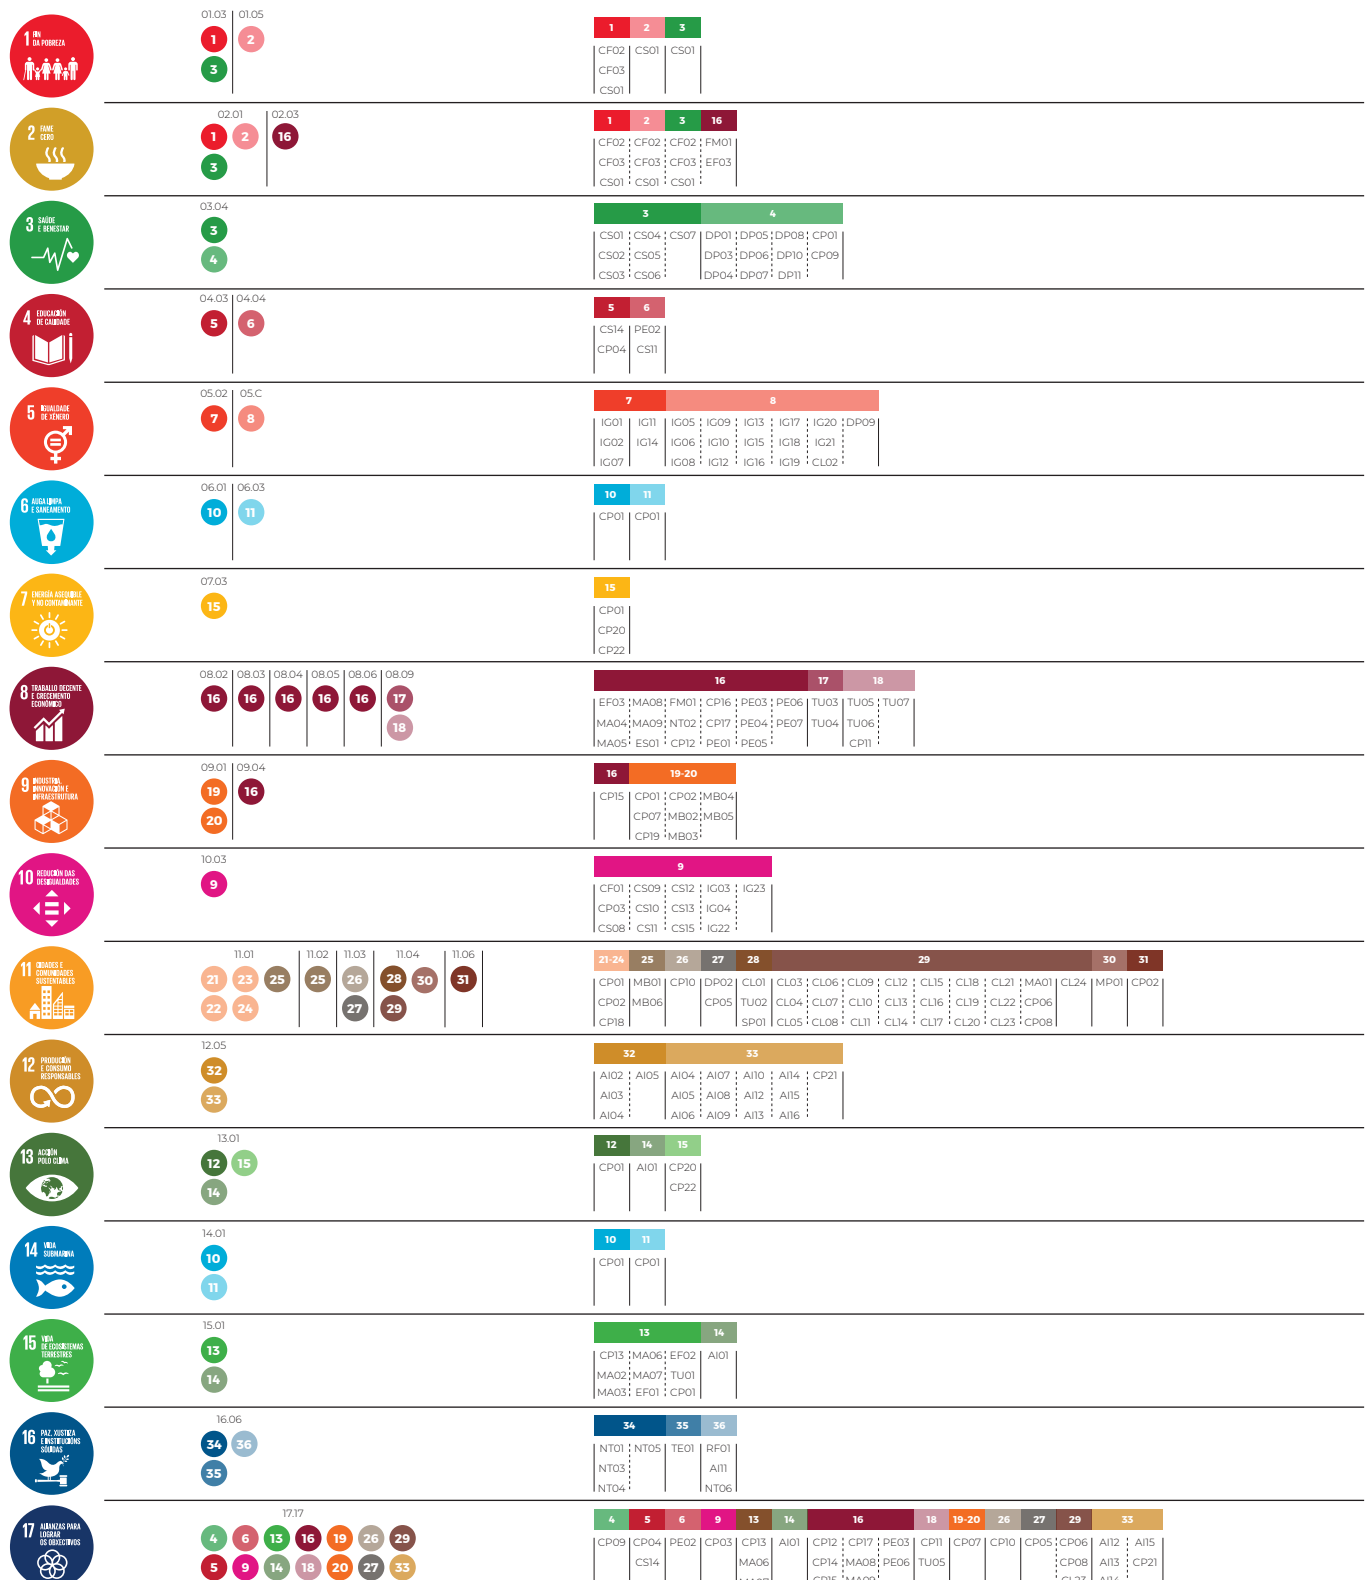 1 FIN
DA POBREZA
01.03 01.05
1 2
3
1 2 3
CF02 CS01 CS01
CF03
CS01
2 FAME
CERO
02.01 02.03
1 2 16
3
1 2 3 16
CF02 CF02 CF02 FM01
CF03 CF03 CF03 EF03
CS01 CS01 CS01
3 SAÚDE
E BENESTAR
03.04
3
4
3 4
CS01 CS04 CS07 DP01 DP05 DP08 CP01
CS02 CS05 DP03 DP06 DP10 CP09
CS03 CS06 DP04 DP07 DP11
4 EDUCACIÓN
DE CALIDADE
04.03 04.04
5 6
5 6
CS14 PE02
CP04 CS11
5 IGUALDADE
DE XÉNERO
05.02 05.C
7 8
7 8
IG01 IG11 IG05 IG09 IG13 IG17 IG20 DP09
IG02 IG14 IG06 IG10 IG15 IG18 IG21
IG07 IG08 IG12 IG16 IG19 CL02
6 AUGA LIMPA
E SANEAMENTO
06.01 06.03
10 11
10 11
CP01 CP01
7 ENERGÍA ASEQUIBLE
Y NO CONTAMINANTE
07.03
15
15
CP01
CP20
CP22
8 TRABALLO DECENTE
E CRECEMENTO
ECONÓMICO
08.02 08.03 08.04 08.05 08.06 08.09
16 16 16 16 16 17
18
16 17 18
EF03 MA08 FM01 CP16 PE03 PE06 TU03 TU05 TU07
MA04 MA09 NT02 CP17 PE04 PE07 TU04 TU06
MA05 ES01 CP12 PE01 PE05 CP11
9 INDUSTRIA,
INNOVACIÓN E
INFRAESTRUTURA
09.01 09.04
19 16
20
16 19-20
CP15 CP01 CP02 MB04
CP07 MB02 MB05
CP19 MB03
10 REDUCIÓN DAS
DESIGUALDADES
10.03
9
9
CF01 CS09 CS12 IG03 IG23
CP03 CS10 CS13 IG04
CS08 CS11 CS15 IG22
11 CIDADES E
COMUNIDADES
SUSTENTABLES
11.01 11.02 11.03 11.04 11.06
21 23 25 25 26 28 30 31
22 24 27 29
21-24 25 26 27 28 29 30 31
CP01 MB01 CP10 DP02 CL01 CL03 CL06 CL09 CL12 CL15 CL18 CL21 MA01 CL24 MP01 CP02
CP02 MB06 CP05 TU02 CL04 CL07 CL10 CL13 CL16 CL19 CL22 CP06
CP18 SP01 CL05 CL08 CL11 CL14 CL17 CL20 CL23 CP08
12 PRODUCIÓN
E CONSUMO
RESPONSABLES
12.05
32
33
32 33
AI02 AI05 AI04 AI07 AI10 AI14 CP21
AI03 AI05 AI08 AI12 AI15
AI04 AI06 AI09 AI13 AI16
13 ACCIÓN
POLO CLIMA
13.01
12 15
14
12 14 15
CP01 AI01 CP20
CP22
14 VIDA
SUBMARINA
14.01
10
11
10 11
CP01 CP01
15 VIDA
DE ECOSISTEMAS
TERRESTRES
15.01
13
14
13 14
CP13 MA06 EF02 AI01
MA02 MA07 TU01
MA03 EF01 CP01
16 PAZ, XUSTIZA
E INSTITUCIÓNS
SÓLIDAS
16.06
34 36
35
34 35 36
NT01 NT05 TE01 RF01
NT03 AI11
NT04 NT06
17 ALIANZAS PARA
LOGRAR
OS OBXECTIVOS
17.17
4 6 13 16 19 26 29
5 9 14 18 20 27 33
4 5 6 9 13 14 16 18 19-20 26 27 29 33
CP09 CP04 PE02 CP03 CP13 AI01 CP12 CP17 PE03 CP11 CP07 CP10 CP05 CP06 AI12 AI15
CS14 MA06 CP14 MA08 PE06 TU05 CP08 AI13 CP21
MA07 CP15 MA09 CL23 AI14